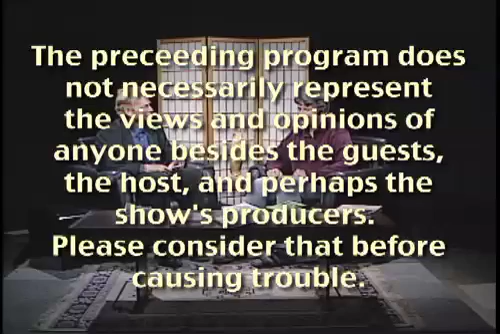 The preceeding program does
not necessarily represent
the views and opinions of
anyone besides the guests,
the host, and perhaps the
show's producers.
Please consider that before
causing trouble.